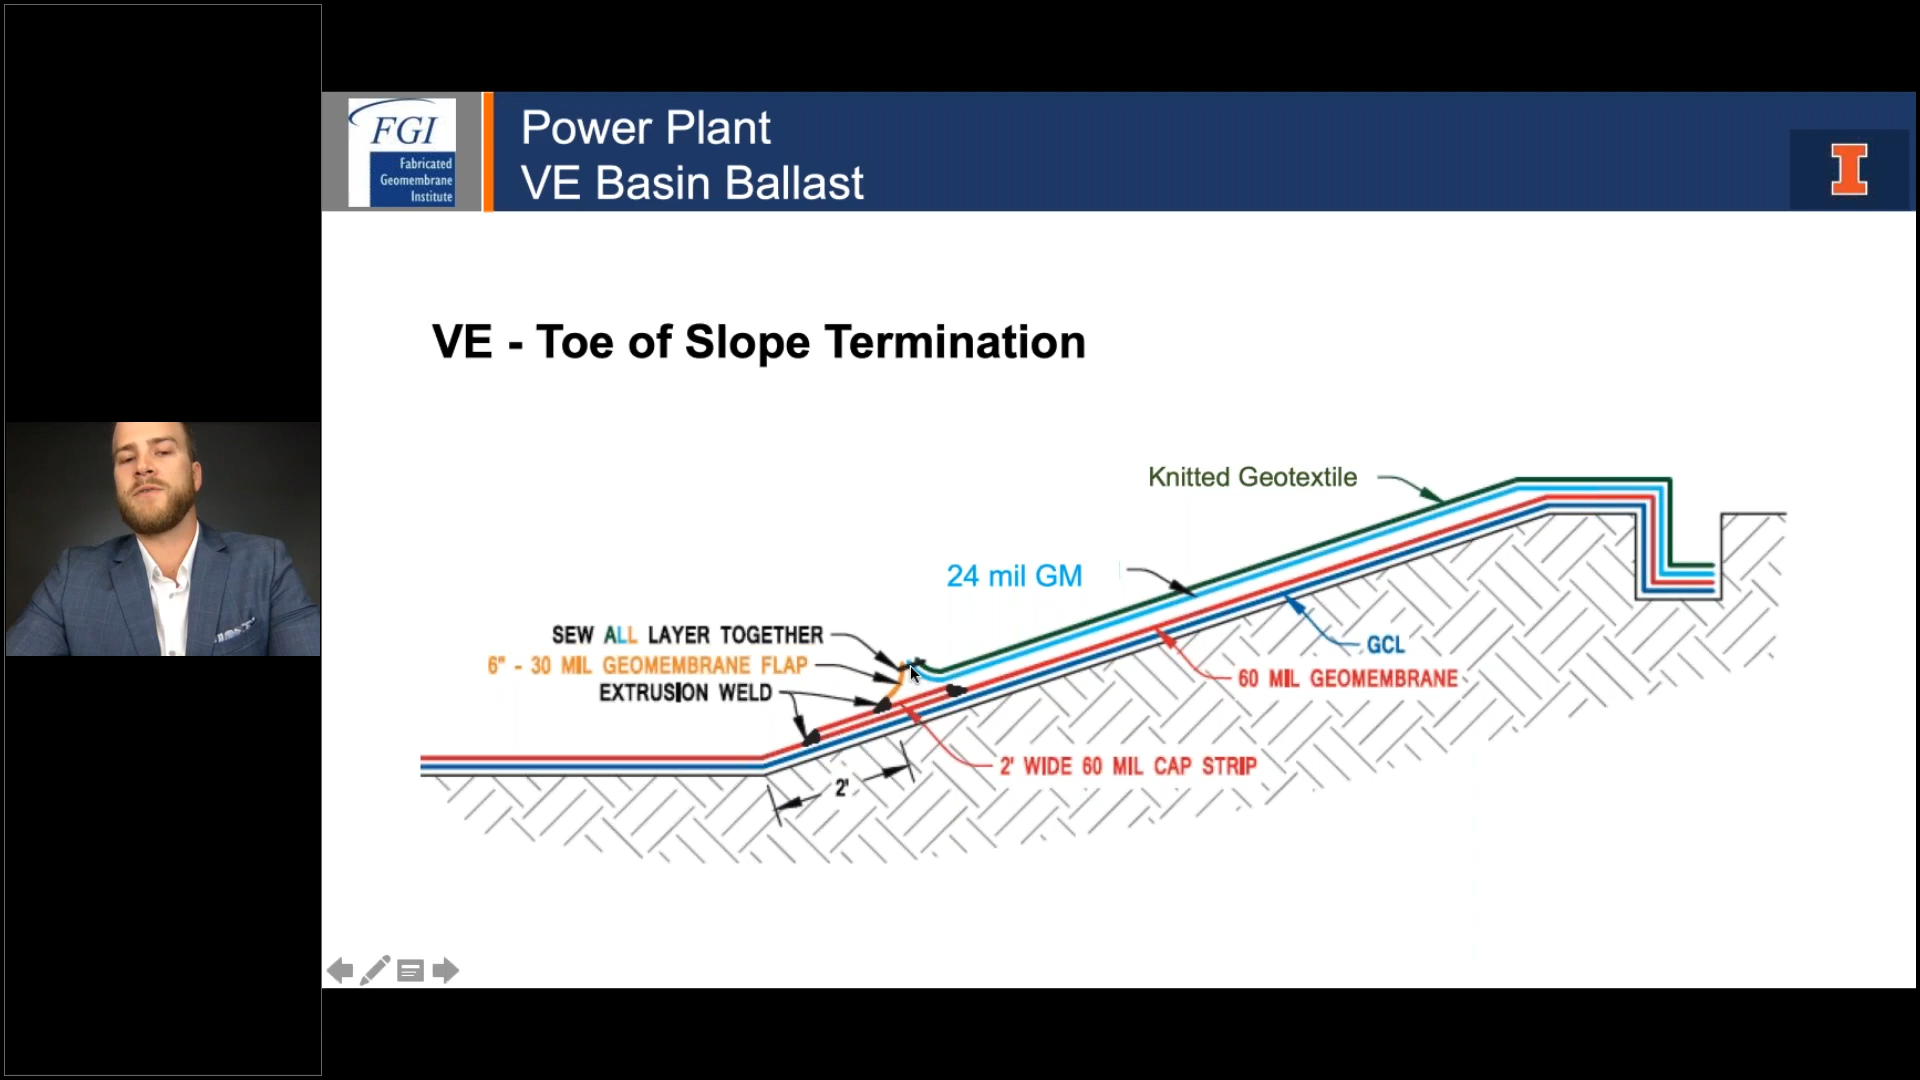 FGI
Fabricated
Geomembrane
Institute
Power Plant
VE Basin Ballast
I
VE - Toe of Slope Termination
Knitted Geotextile
24 mil GM
SEW ALL LAYER TOGETHER
6" - 30 MIL GEOMEMBRANE FLAP
EXTRUSION WELD
GCL
60 MIL GEOMEMBRANE
2' WIDE 60 MIL CAP STRIP
2'